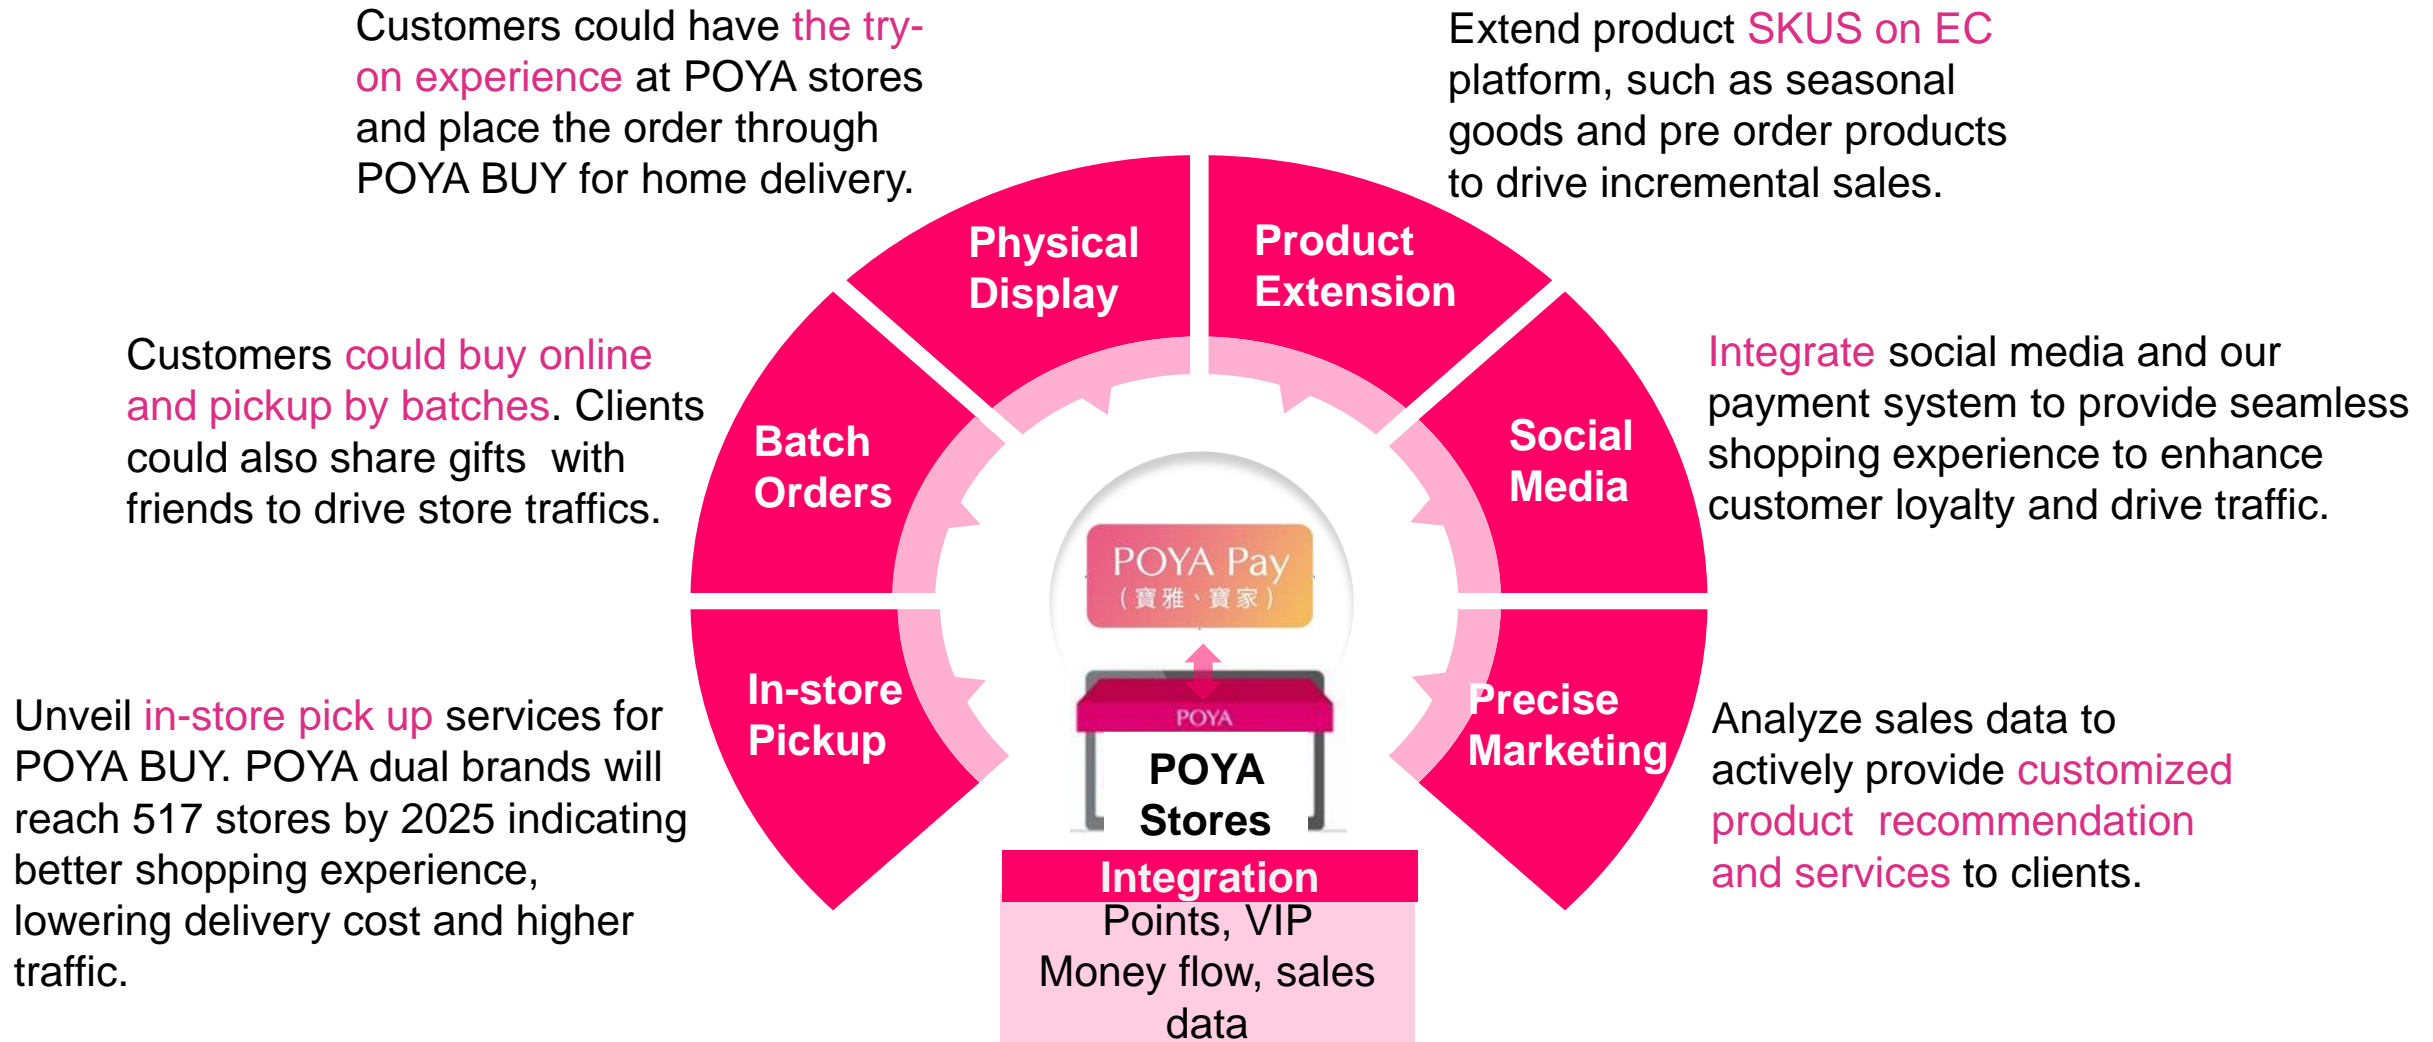 Customers could have the try-
on experience at POYA stores
and place the order through
POYA BUY for home delivery.
Extend product SKUS on EC
platform, such as seasonal
goods and pre order products
to drive incremental sales.
Physical
Display
Product
Extension
Customers could buy online
and pickup by batches. Clients
could also share gifts  with
friends to drive store traffics.
Batch
Orders
Social
Media
Integrate social media and our
payment system to provide seamless
shopping experience to enhance
customer loyalty and drive traffic.
POYA Pay
(寶雅、寶家)
Unveil in-store pick up services for
POYA BUY. POYA dual brands will
reach 517 stores by 2025 indicating
better shopping experience,
lowering delivery cost and higher
traffic.
In-store
Pickup
POYA
POYA
Stores
Precise
Marketing
Analyze sales data to
actively provide customized
product  recommendation
and services to clients.
Integration
Points, VIP
Money flow, sales
data